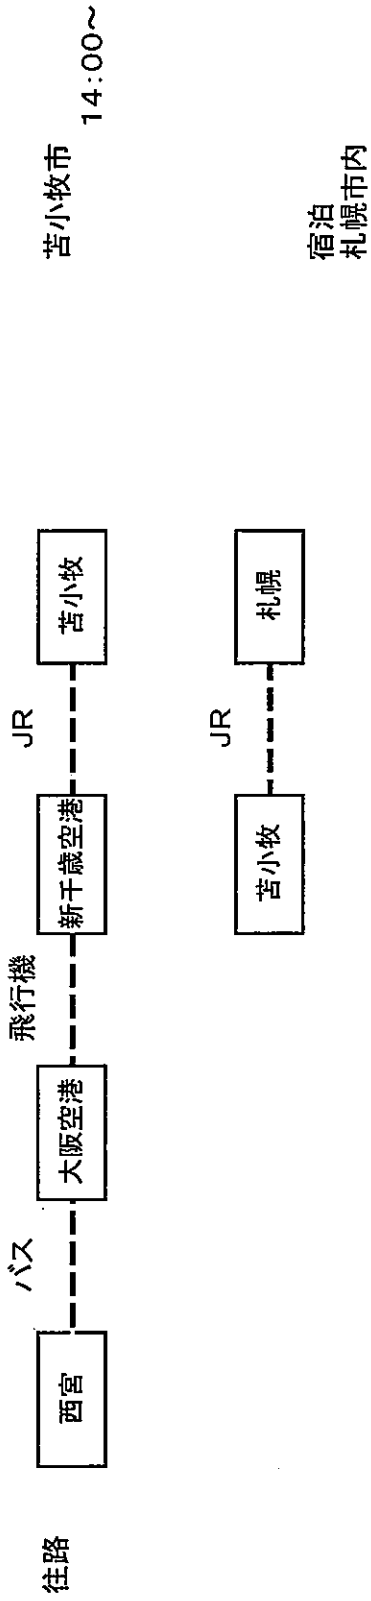 往路
西宮
バス
大阪空港
飛行機
新千歳空港
JR
苫小牧
苫小牧市
14:00~
苫小牧
JR
札幌
宿泊
札幌市内